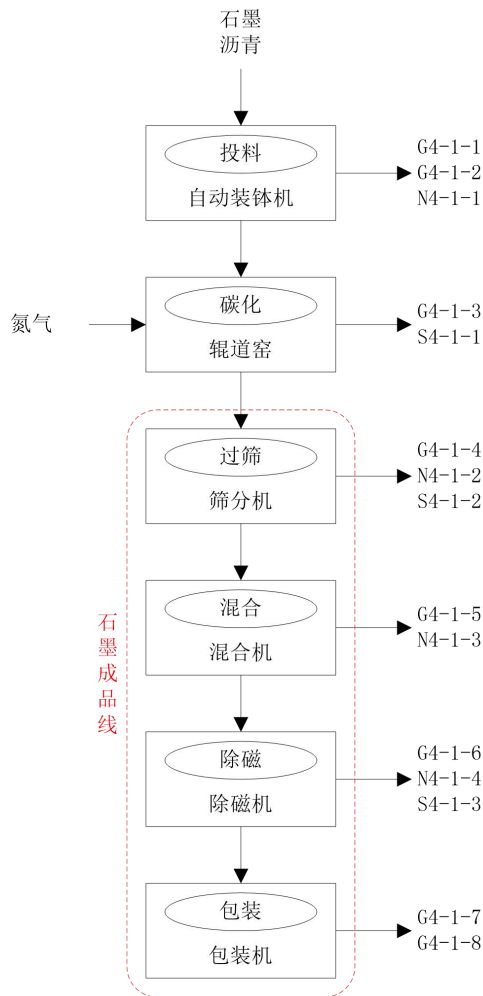 石墨
沥青
投料
自动装钵机
G4-1-1
G4-1-2
N4-1-1
氮气
碳化
辊道窑
G4-1-3
S4-1-1
过筛
筛分机
G4-1-4
N4-1-2
S4-1-2
石墨成品线
混合
混合机
G4-1-5
N4-1-3
除磁
除磁机
G4-1-6
N4-1-4
S4-1-3
包装
包装机
G4-1-7
G4-1-8